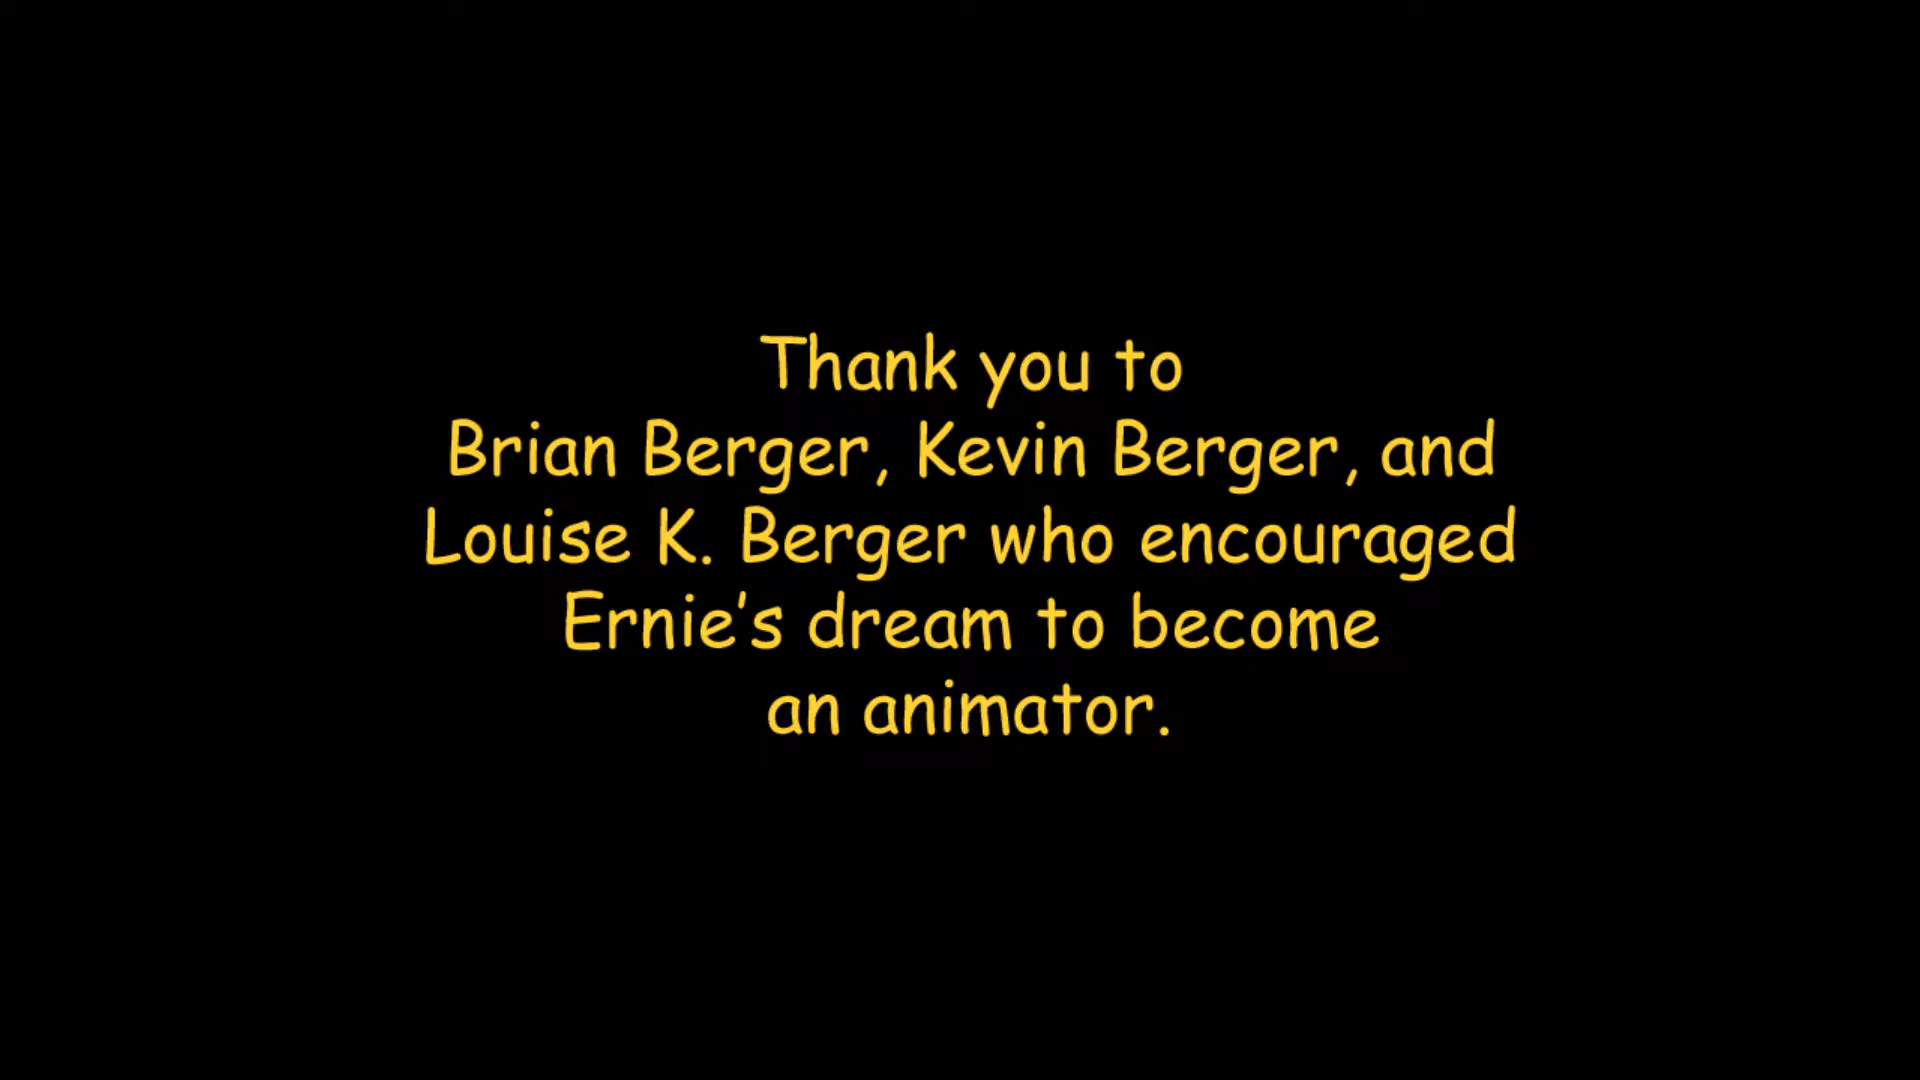 Thank you to
Brian Berger, Kevin Berger, and
Louise K. Berger who encouraged
Ernie’s dream to become
an animator.